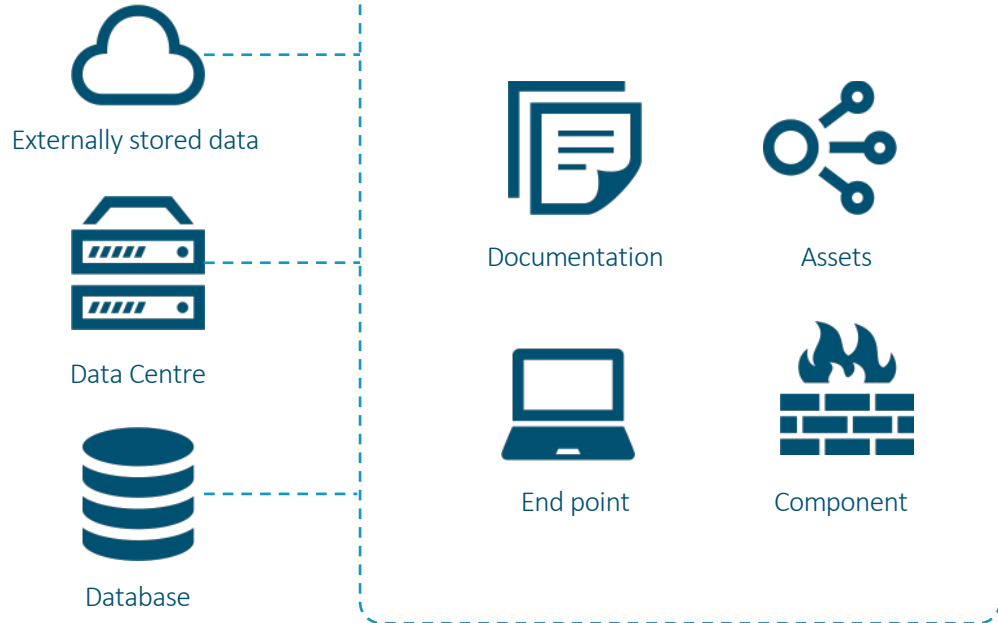 Externally stored data
Documentation
Assets
Data Centre
End point
Component
Database